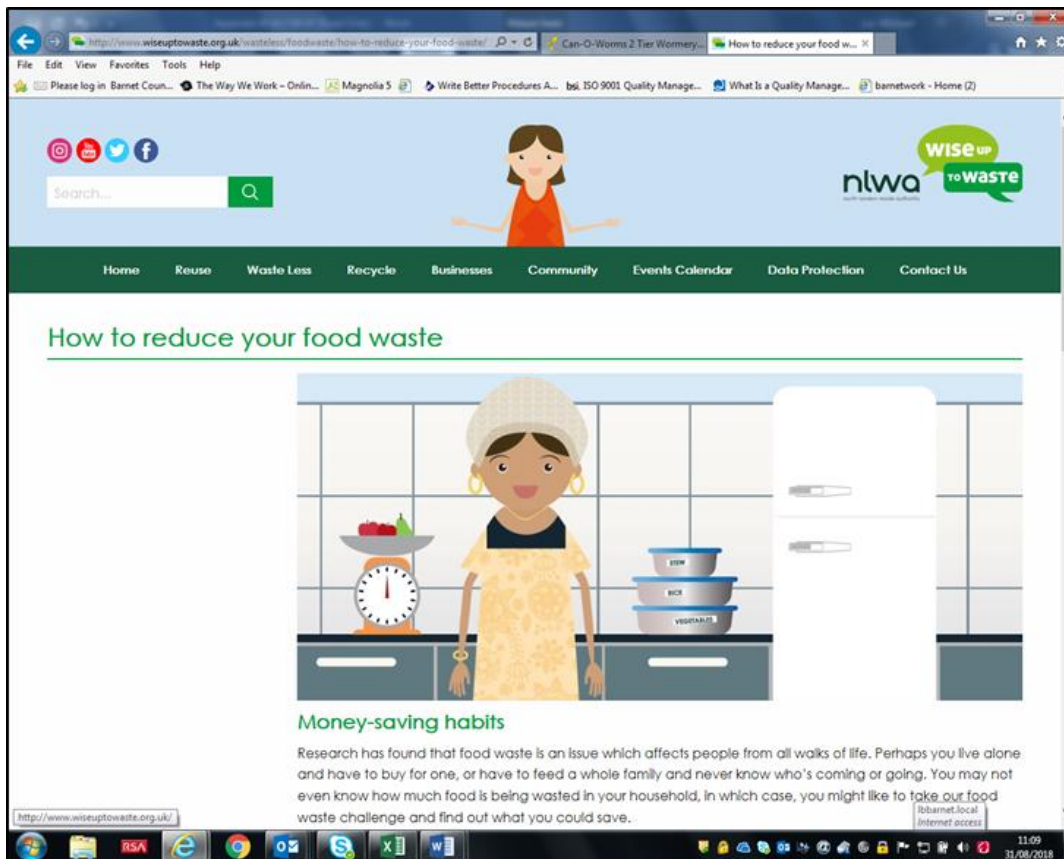 http://www.wiseuptowaste.org.uk/wasteless/foodwaste/how-to-reduce-your-food-waste/
Can-O-Worms 2 Tier Wormery...
How to reduce your food w...
File Edit View Favorites Tools Help
Please log in Barnet Coun...
The Way We Work – Onlin...
Magnolia 5
Write Better Procedures A...
bsi. ISO 9001 Quality Manage...
What Is a Quality Manage...
barnetwork - Home (2)
Search...
nlwa
WISE UP
TO WASTE
Home Reuse Waste Less Recycle Businesses Community Events Calendar Data Protection Contact Us
How to reduce your food waste
STEW
RICE
VEGETABLES
Money-saving habits
Research has found that food waste is an issue which affects people from all walks of life. Perhaps you live alone
and have to buy for one, or have to feed a whole family and never know who's coming or going. You may not
even know how much food is being wasted in your household, in which case, you might like to take our food
waste challenge and find out what you could save.
http://www.wiseuptowaste.org.uk/
lbbarnet.local
Internet access
RSA
11:09
31/08/2018